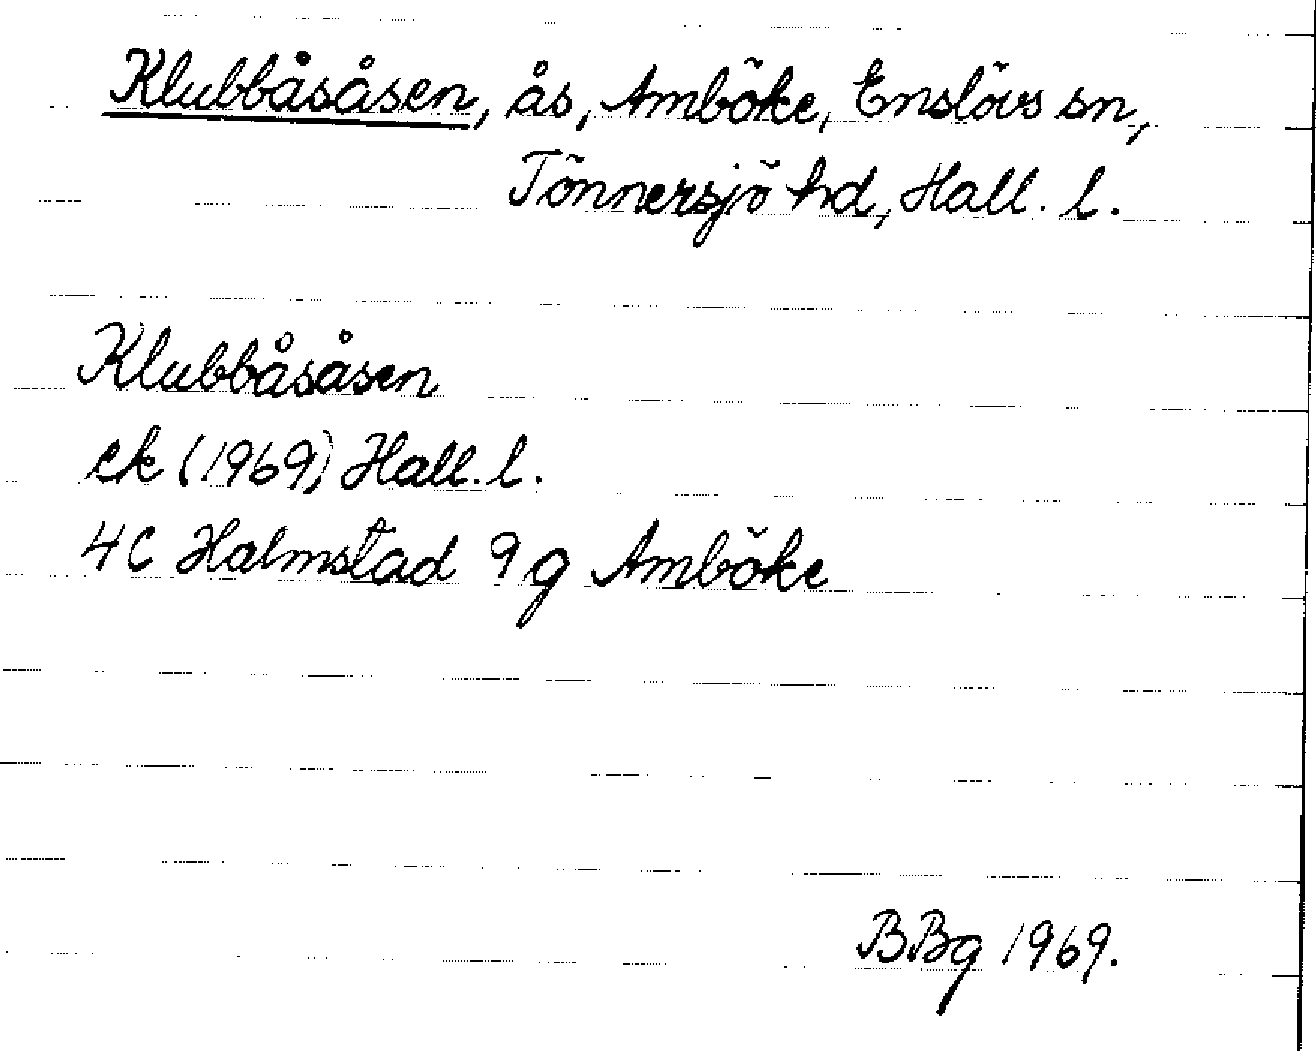 Klubbåsåsen, ås, Amböke, Enslövs sn,
Tönnersjö hd, Hall. l.
Klubbåsåsen
ek (1969) Hall. l.
4C Halmstad 9 g Amböke
BBg 1969.